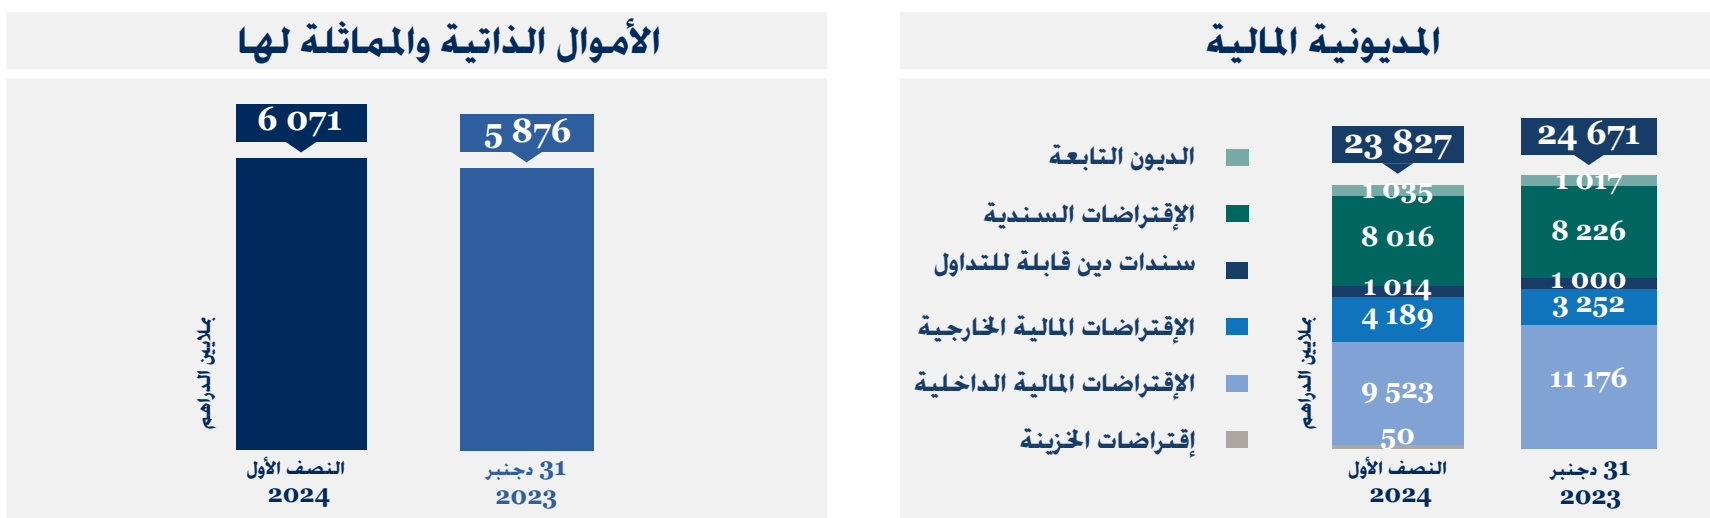 المديونية المالية
24 671
1 017
8 226
1 000
3 252
11 176
31 دجنبر
2023
23 827
1 035
8 016
1 014
4 189
9 523
50
النصف الأول
2024
بملايين الدراهم
الديون التابعة
الإقتراضات السندية
سندات دين قابلة للتداول
الإقتراضات المالية الخارجية
الإقتراضات المالية الداخلية
إقتراضات الخزينة
الأموال الذاتية والمماثلة لها
5 876
31 دجنبر
2023
6 071
النصف الأول
2024
بملايين الدراهم